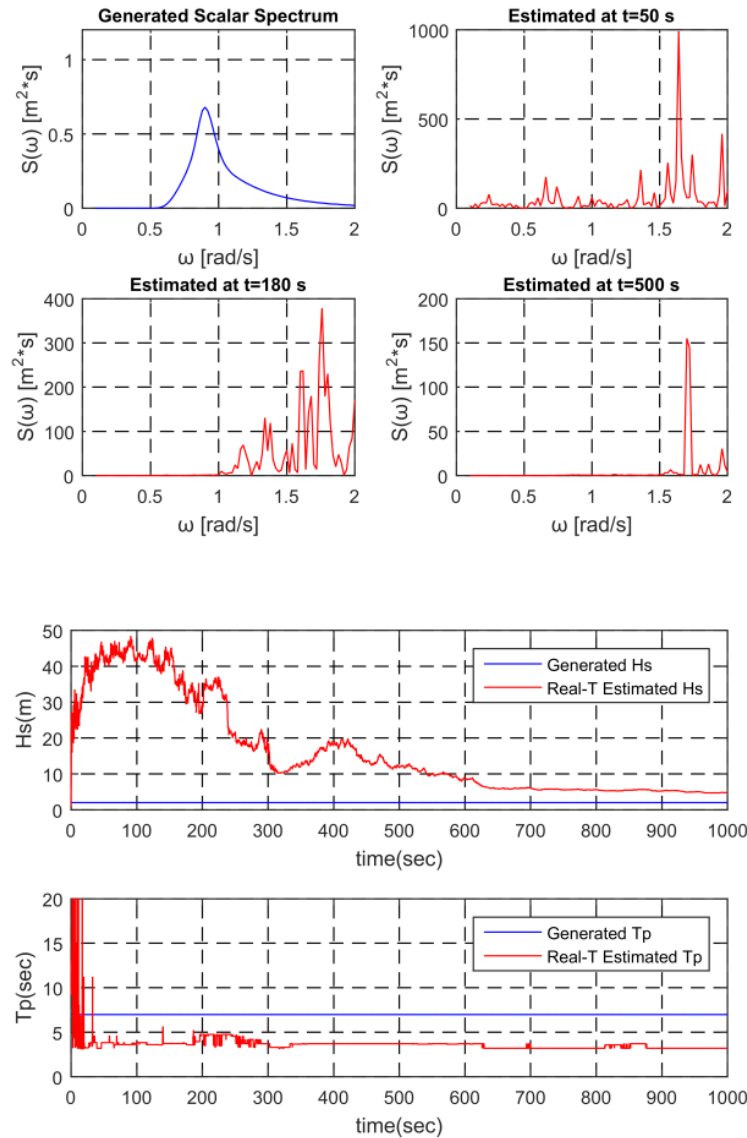 Generated Scalar Spectrum
S(ω) [m²*s]
1
0.5
0
0 0.5 1 1.5 2
ω [rad/s]
Estimated at t=50 s
S(ω) [m²*s]
1000
500
0
0 0.5 1 1.5 2
ω [rad/s]
Estimated at t=180 s
S(ω) [m²*s]
400
300
200
100
0
0 0.5 1 1.5 2
ω [rad/s]
Estimated at t=500 s
S(ω) [m²*s]
200
150
100
50
0
0 0.5 1 1.5 2
ω [rad/s]
Hs(m)
50
40
30
20
10
0
Generated Hs
Real-T Estimated Hs
0 100 200 300 400 500 600 700 800 900 1000
time(sec)
Tp(sec)
20
15
10
5
0
Generated Tp
Real-T Estimated Tp
0 100 200 300 400 500 600 700 800 900 1000
time(sec)